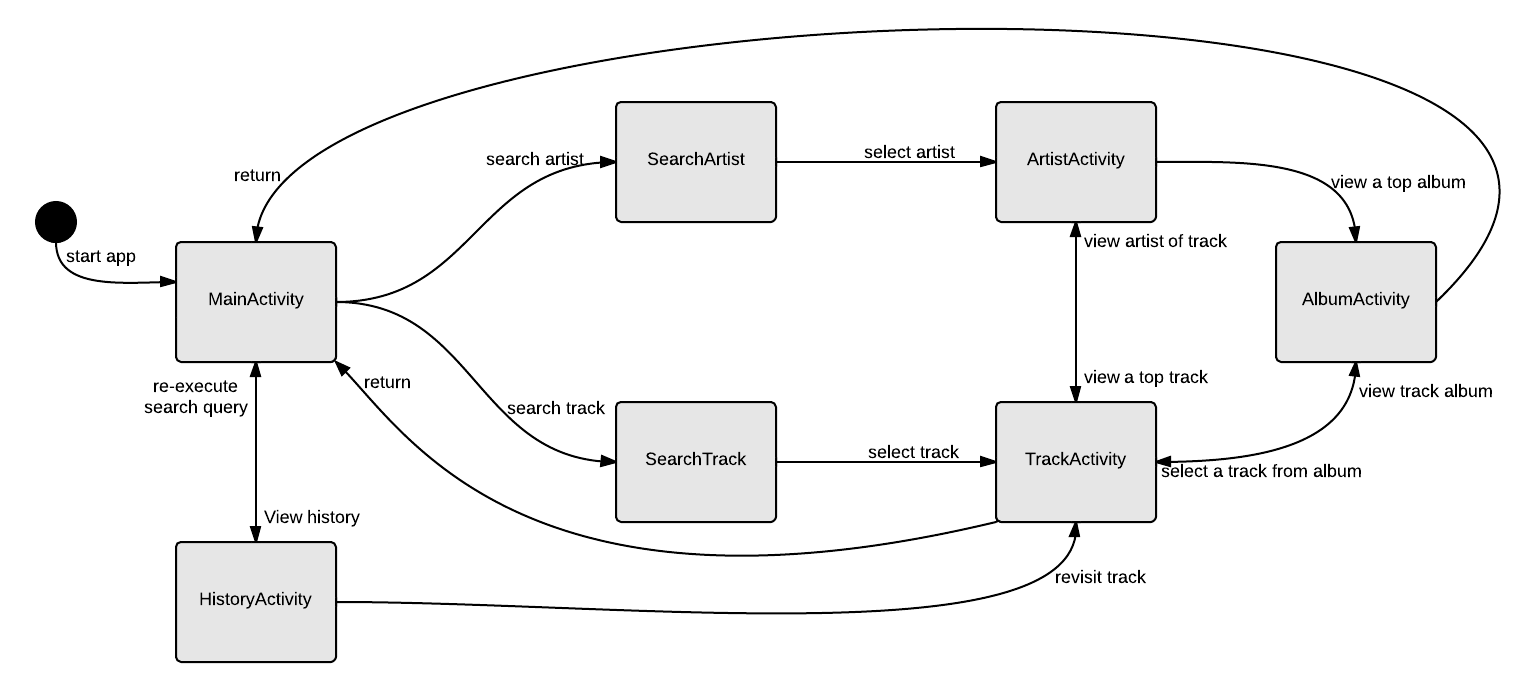 SearchArtist
select artist
ArtistActivity
search artist
return
view a top album
start app
view artist of track
MainActivity
AlbumActivity
re-execute
search query
return
view a top track
view track album
search track
SearchTrack
select track
TrackActivity
select a track from album
View history
revisit track
HistoryActivity